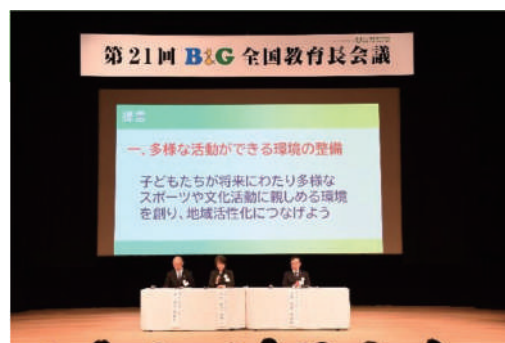 第21回 B&G 全国教育長会議
理念
一. 多様な活動ができる環境の整備
子どもたちが将来にわたり多様な
スポーツや文化活動に親しめる環境
を創り、地域活性化につなげよう